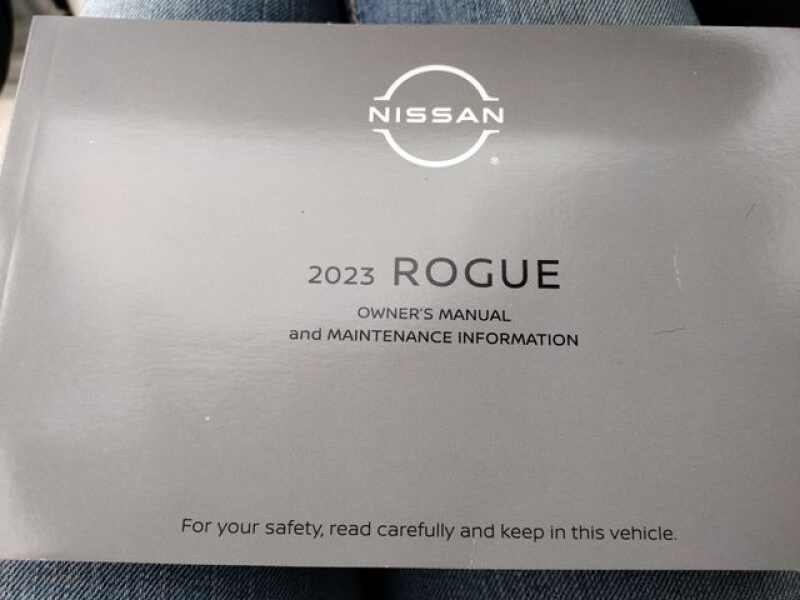 NISSAN
®
2023 ROGUE
OWNER'S MANUAL
and MAINTENANCE INFORMATION
For your safety, read carefully and keep in this vehicle.